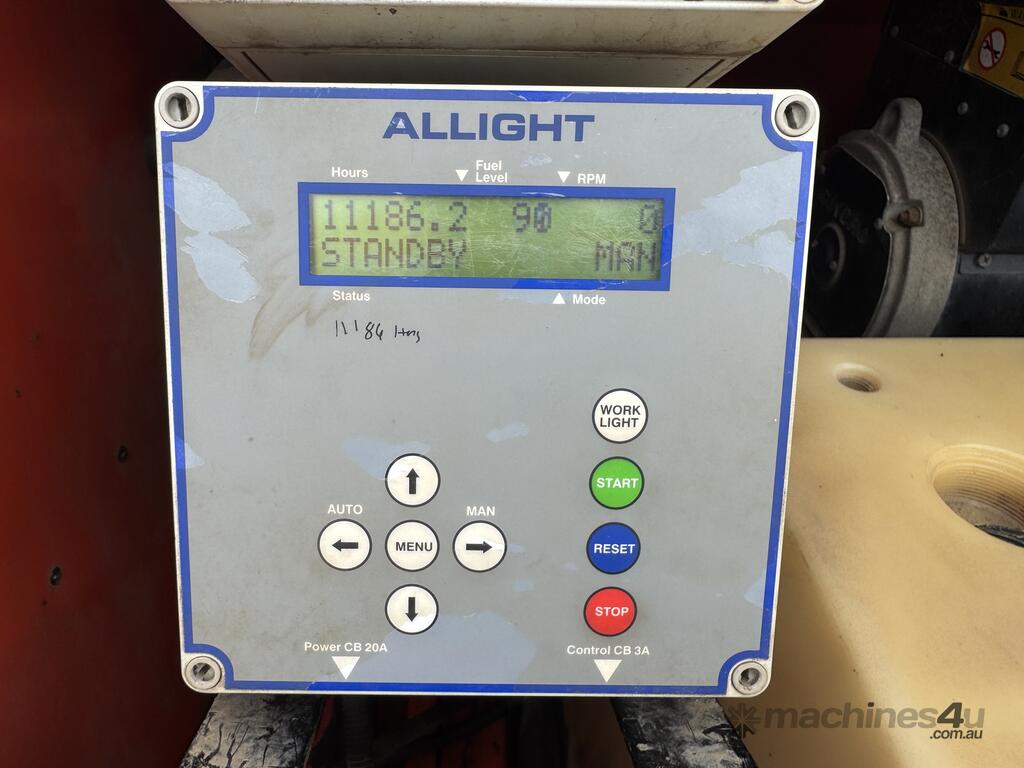 ALLIGHT
Hours
Fuel
Level
RPM
11186.2 90 0
STANDBY MAN
Status
Mode
11186 Hrs
WORK
LIGHT
START
AUTO
MAN
MENU
RESET
STOP
Power CB 20A
Control CB 3A
machines4u
.com.au